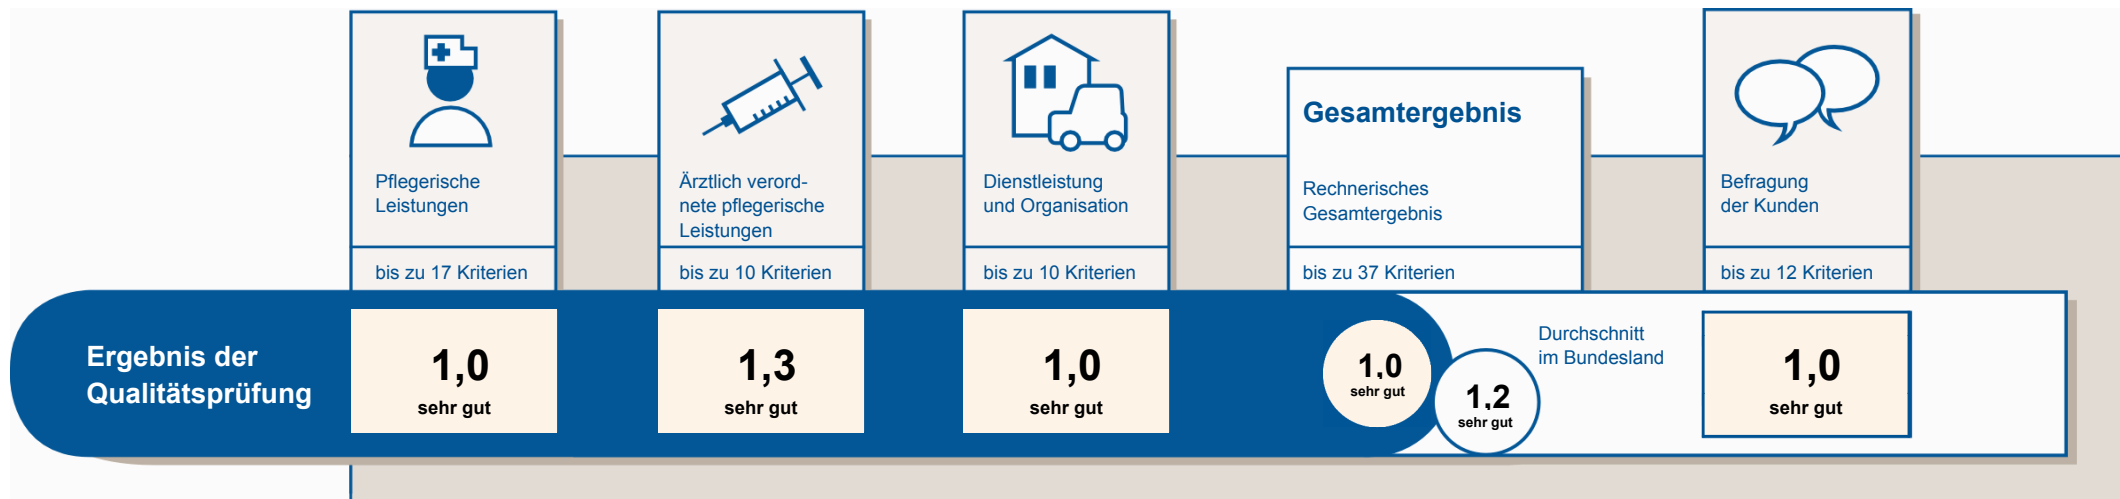 Pflegerische
Leistungen
bis zu 17 Kriterien
Ärztlich verord-
nete pflegerische
Leistungen
bis zu 10 Kriterien
Dienstleistung
und Organisation
bis zu 10 Kriterien
Gesamtergebnis
Rechnerisches
Gesamtergebnis
bis zu 37 Kriterien
Befragung
der Kunden
bis zu 12 Kriterien
Ergebnis der
Qualitätsprüfung
1,0
sehr gut
1,3
sehr gut
1,0
sehr gut
1,0
sehr gut
1,2
sehr gut
Durchschnitt
im Bundesland
1,0
sehr gut